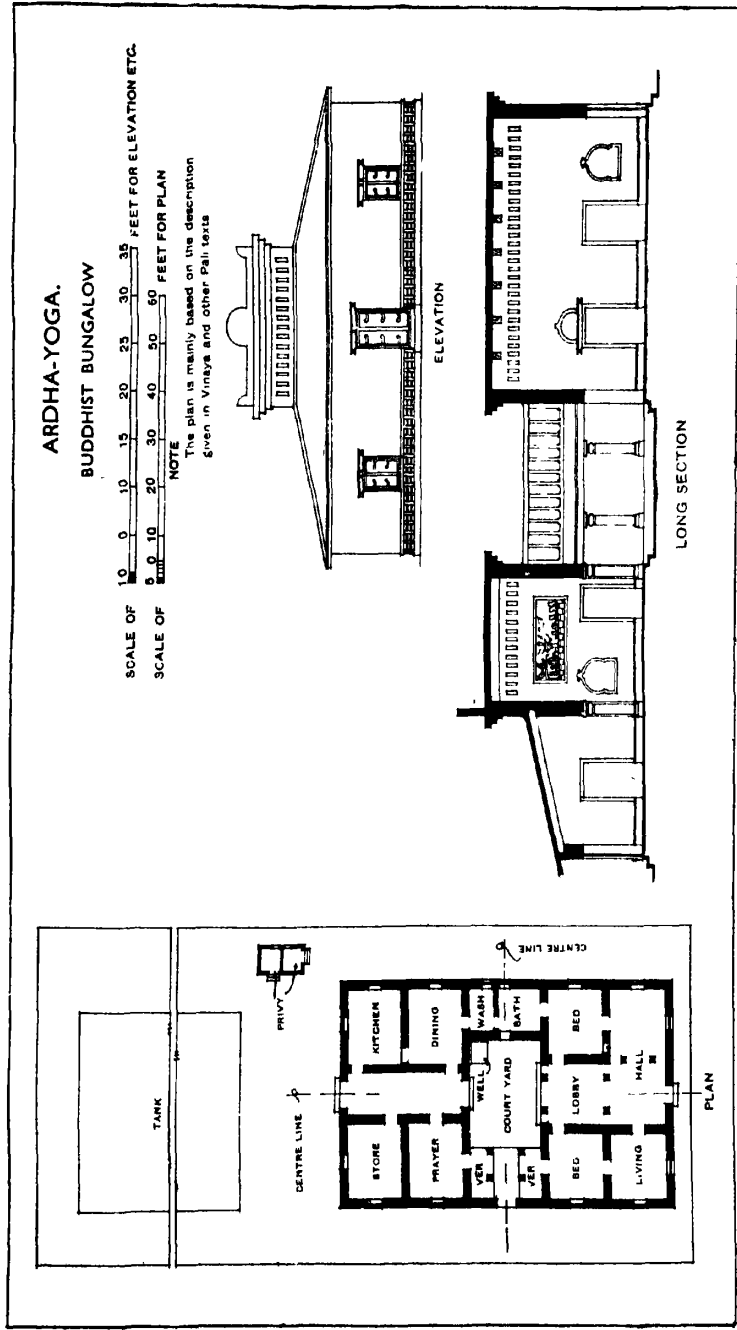 ARDHA-YOGA.
BUDDHIST BUNGALOW
SCALE OF 10 0 10 15 20 25 30 35 FEET FOR ELEVATION ETC.
SCALE OF 5 0 10 20 30 40 50 60 FEET FOR PLAN
NOTE
The plan is mainly based on the description
given in Vinaya and other Pali texts
ELEVATION
LONG SECTION
TANK
PRIVY
CENTRE LINE
CENTRE LINE
STORE
KITCHEN
PRAYER
DINING
VER
WELL
WASH
COURT YARD
BATH
VER
BED
LOBBY
BED
LIVING
HALL
PLAN